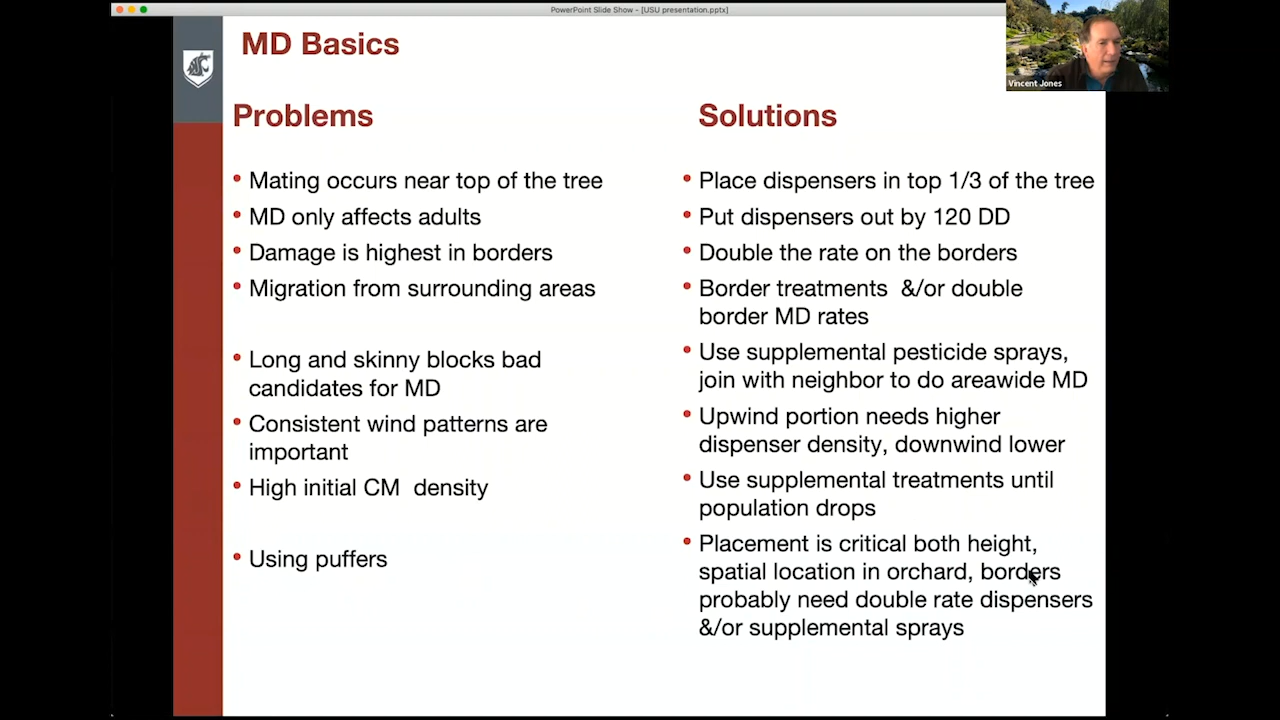 PowerPoint Slide Show - [USU presentation.pptx]
MD Basics
Vincent Jones
Problems
• Mating occurs near top of the tree
• MD only affects adults
• Damage is highest in borders
• Migration from surrounding areas
• Long and skinny blocks bad
candidates for MD
• Consistent wind patterns are
important
• High initial CM  density
• Using puffers
Solutions
• Place dispensers in top 1/3 of the tree
• Put dispensers out by 120 DD
• Double the rate on the borders
• Border treatments  &/or double
border MD rates
• Use supplemental pesticide sprays,
join with neighbor to do areawide MD
• Upwind portion needs higher
dispenser density, downwind lower
• Use supplemental treatments until
population drops
• Placement is critical both height,
spatial location in orchard, borders
probably need double rate dispensers
&/or supplemental sprays